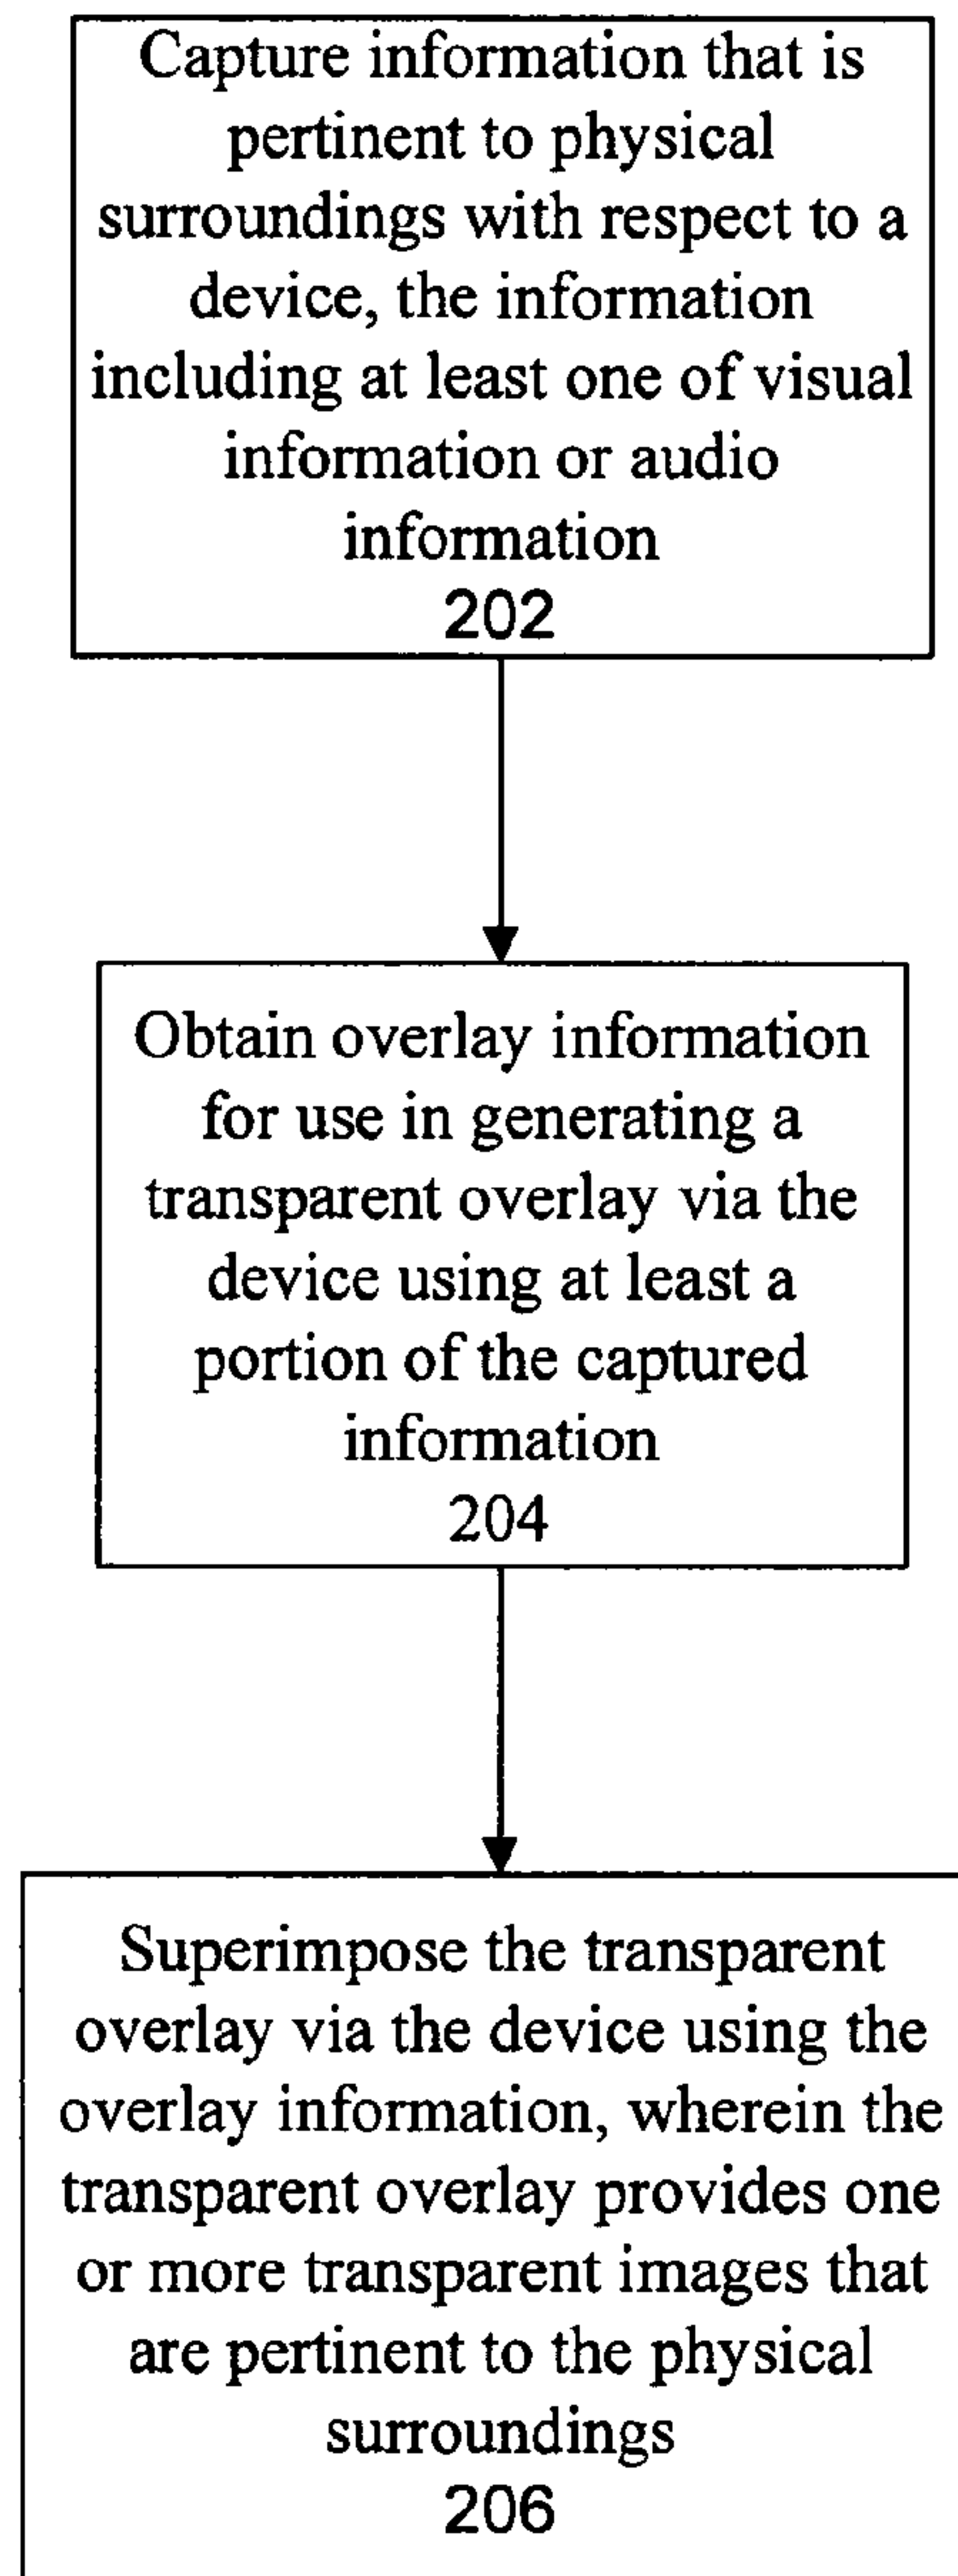 Capture information that is
pertinent to physical
surroundings with respect to a
device, the information
including at least one of visual
information or audio
information
202
Obtain overlay information
for use in generating a
transparent overlay via the
device using at least a
portion of the captured
information
204
Superimpose the transparent
overlay via the device using the
overlay information, wherein the
transparent overlay provides one
or more transparent images that
are pertinent to the physical
surroundings
206